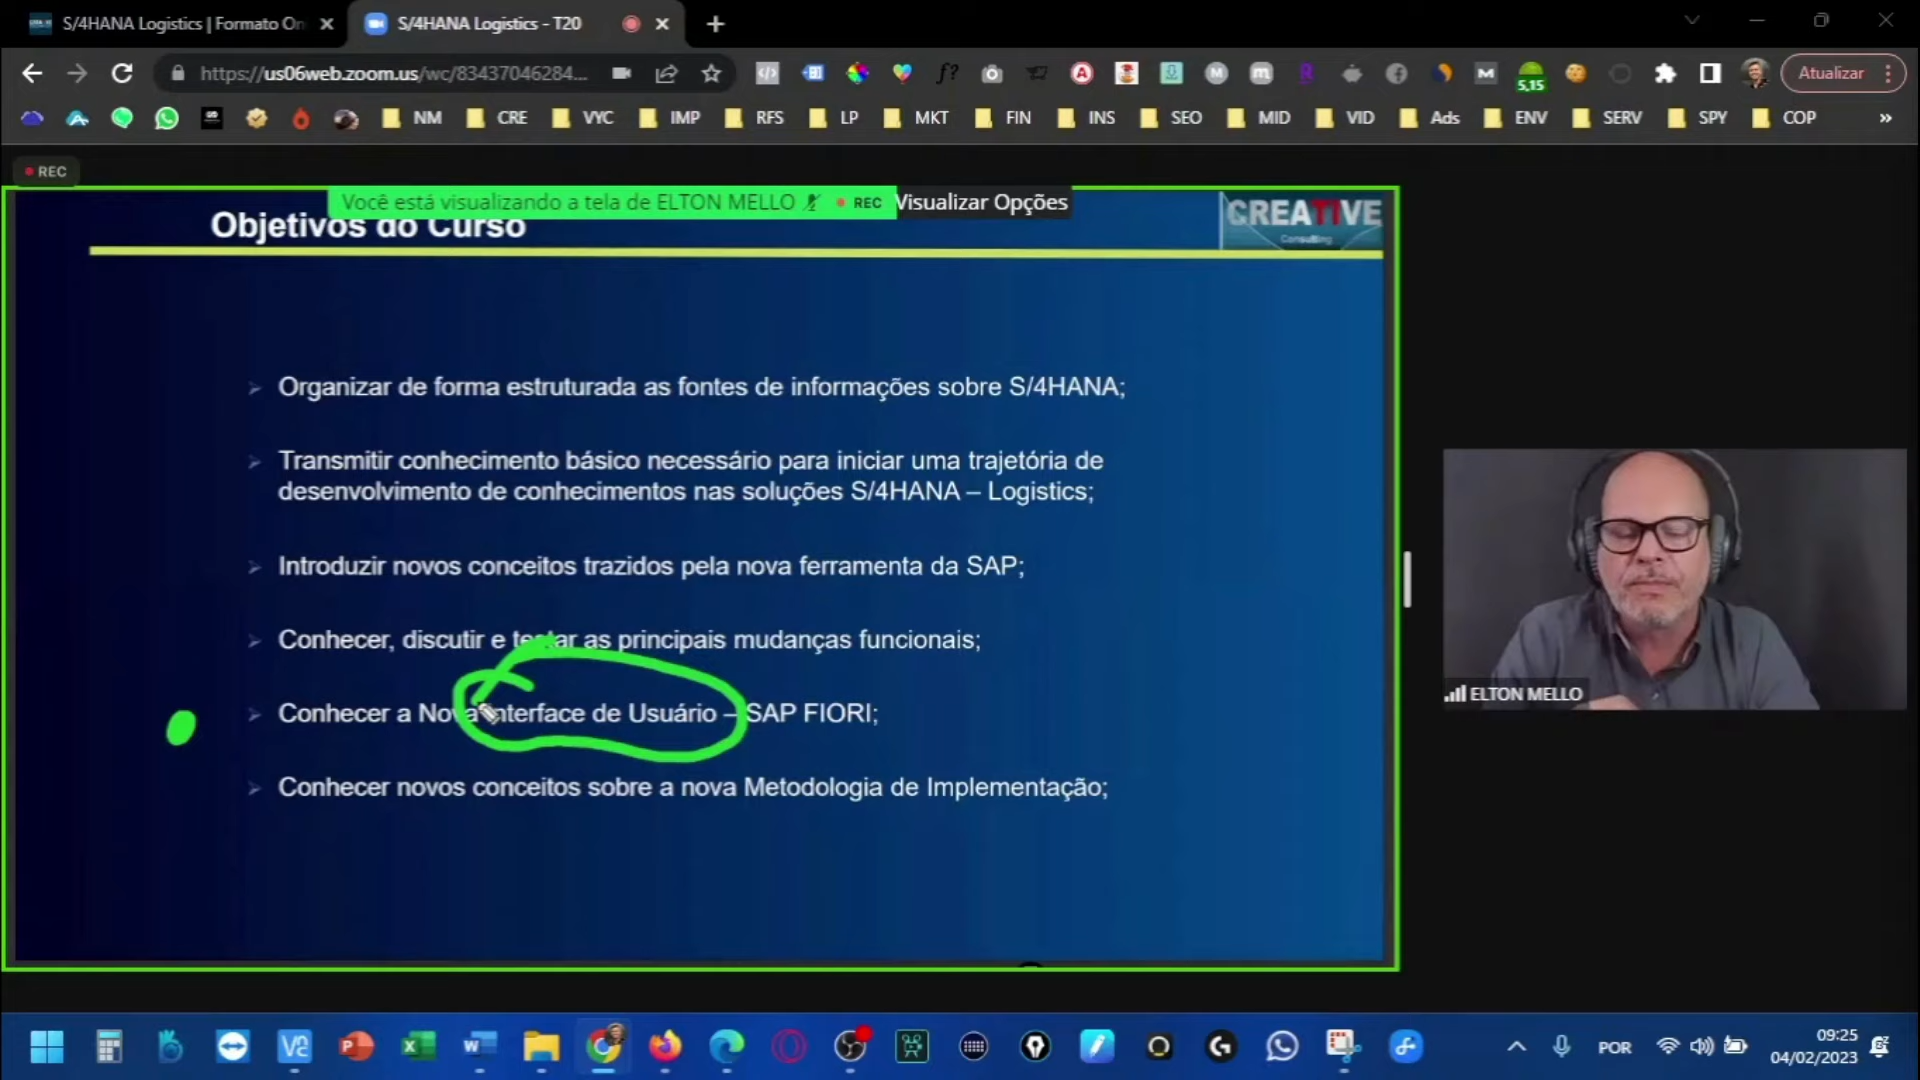 S/4HANA Logistics | Formato On
S/4HANA Logistics - T20
https://us06web.zoom.us/wc/83437046284...
5,15
Atualizar
NM CRE VYC IMP RFS LP MKT FIN INS SEO MID VID Ads ENV SERV SPY COP »
REC
Você está visualizando a tela de ELTON MELLO REC Visualizar Opções
Objetivos do Curso
CREATIVE
Consulting
Organizar de forma estruturada as fontes de informações sobre S/4HANA;
Transmitir conhecimento básico necessário para iniciar uma trajetória de
desenvolvimento de conhecimentos nas soluções S/4HANA – Logistics;
Introduzir novos conceitos trazidos pela nova ferramenta da SAP;
Conhecer, discutir e testar as principais mudanças funcionais;
Conhecer a Nova Interface de Usuário – SAP FIORI;
Conhecer novos conceitos sobre a nova Metodologia de Implementação;
ELTON MELLO
POR
09:25
04/02/2023